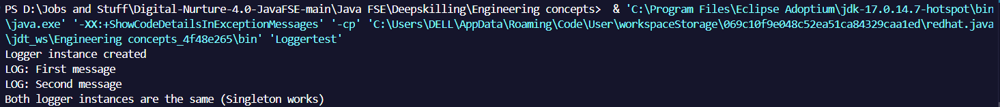 PS D:\Jobs and Stuff\Digital-Nurture-4.0-JavaFSE-main\Java FSE\Deepskilling\Engineering concepts>  & 'C:\Program Files\Eclipse Adoptium\jdk-17.0.14.7-hotspot\bin
\java.exe' '-XX:+ShowCodeDetailsInExceptionMessages' '-cp' 'C:\Users\DELL\AppData\Roaming\Code\User\workspaceStorage\069c10f9e048c52ea51ca84329caa1ed\redhat.java
\jdt_ws\Engineering concepts_4f48e265\bin' 'Loggertest'
Logger instance created
LOG: First message
LOG: Second message
Both logger instances are the same (Singleton works)